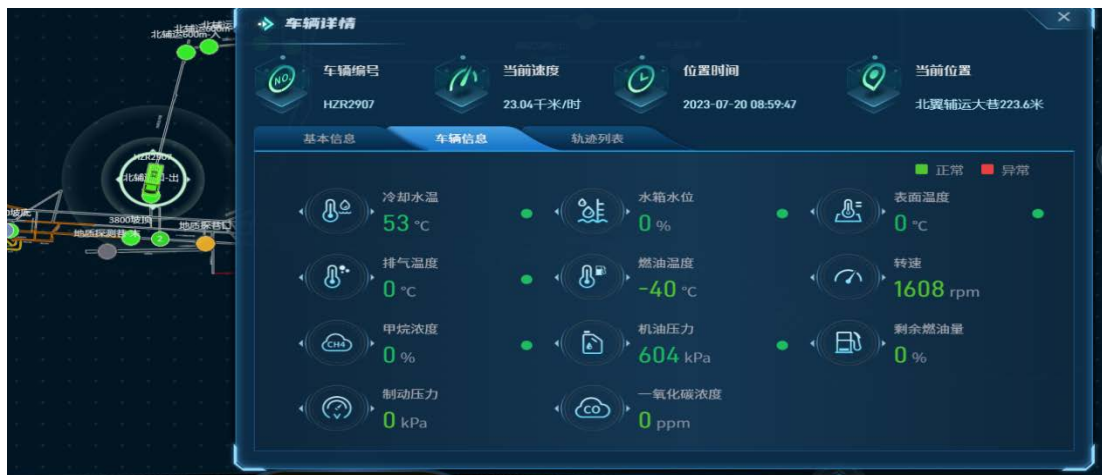 车辆详情
北辅运600m-入
车辆编号
HZR2907
当前速度
23.04千米/时
位置时间
2023-07-20 08:59:47
当前位置
北翼辅运大巷223.6米
基本信息
车辆信息
轨迹列表
正常
异常
冷却水温
53 °C
水箱水位
0 %
表面温度
0 °C
排气温度
0 °C
燃油温度
-40 °C
转速
1608 rpm
CH4
甲烷浓度
0 %
机油压力
604 kPa
剩余燃油量
0 %
制动压力
0 kPa
CO
一氧化碳浓度
0 ppm
NO.
HZR2907
3800坡顶
地质探巷口
2